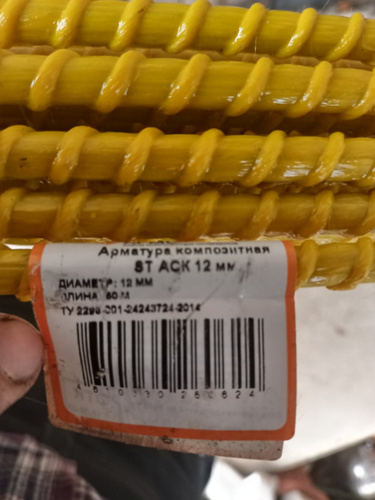 Арматура композитная
ST АСК 12 мм
ДИАМЕТР: 12 ММ
ДЛИНА: 50 М
ТУ 2296-001-24243724-2014